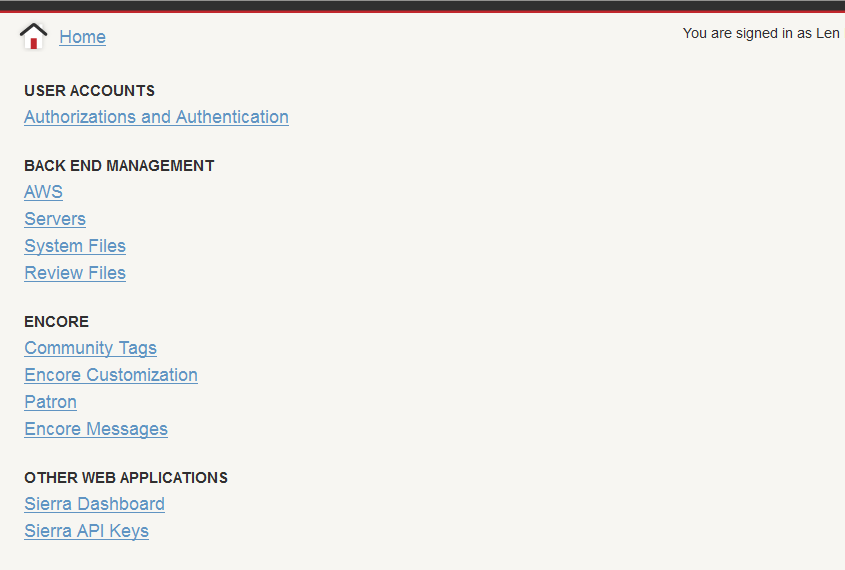 Home
You are signed in as Len
USER ACCOUNTS
Authorizations and Authentication
BACK END MANAGEMENT
AWS
Servers
System Files
Review Files
ENCORE
Community Tags
Encore Customization
Patron
Encore Messages
OTHER WEB APPLICATIONS
Sierra Dashboard
Sierra API Keys